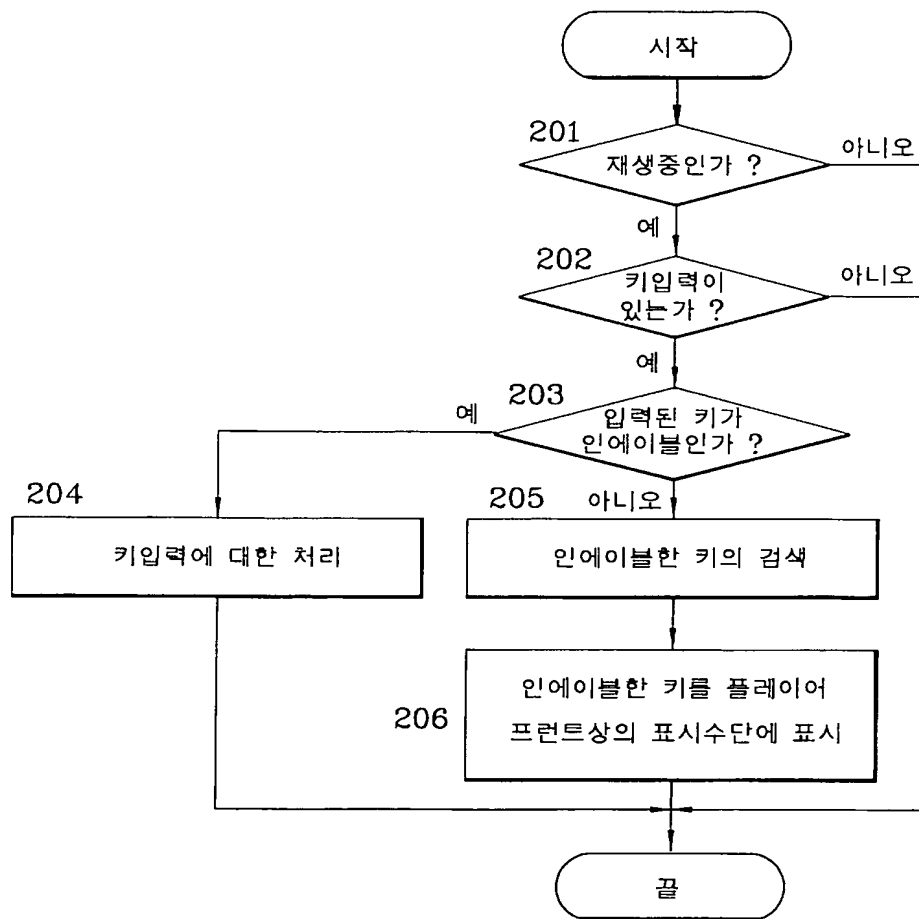 시작
201
재생중인가 ?
아니오
예
202
키입력이
있는가 ?
아니오
예
203
입력된 키가
인에이블인가 ?
예
아니오
204
키입력에 대한 처리
205
인에이블한 키의 검색
206
인에이블한 키를 플레이어
프런트상의 표시수단에 표시
끝